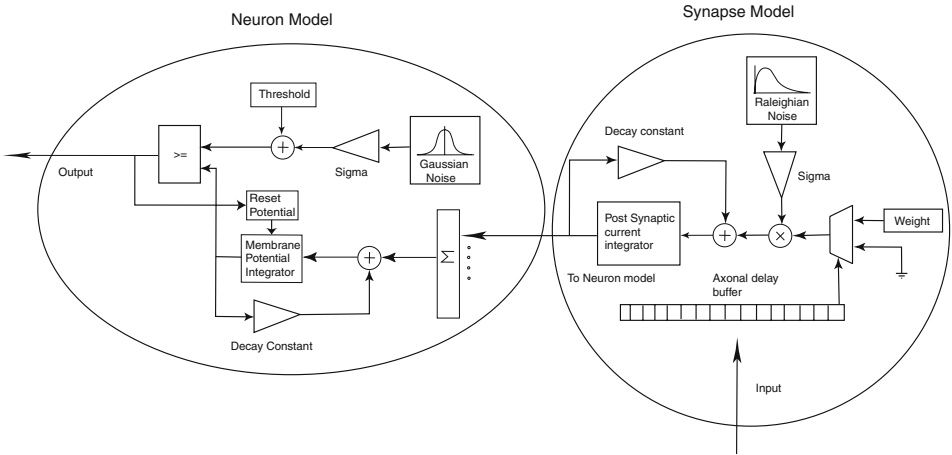 Neuron Model
Synapse Model
Threshold
>=
+
Sigma
Gaussian
Noise
Output
Reset
Potential
Membrane
Potential
Integrator
+
Σ
Decay Constant
Raleighian
Noise
Decay constant
Sigma
Post Synaptic
current
integrator
+
×
Weight
To Neuron model
Axonal delay
buffer
Input